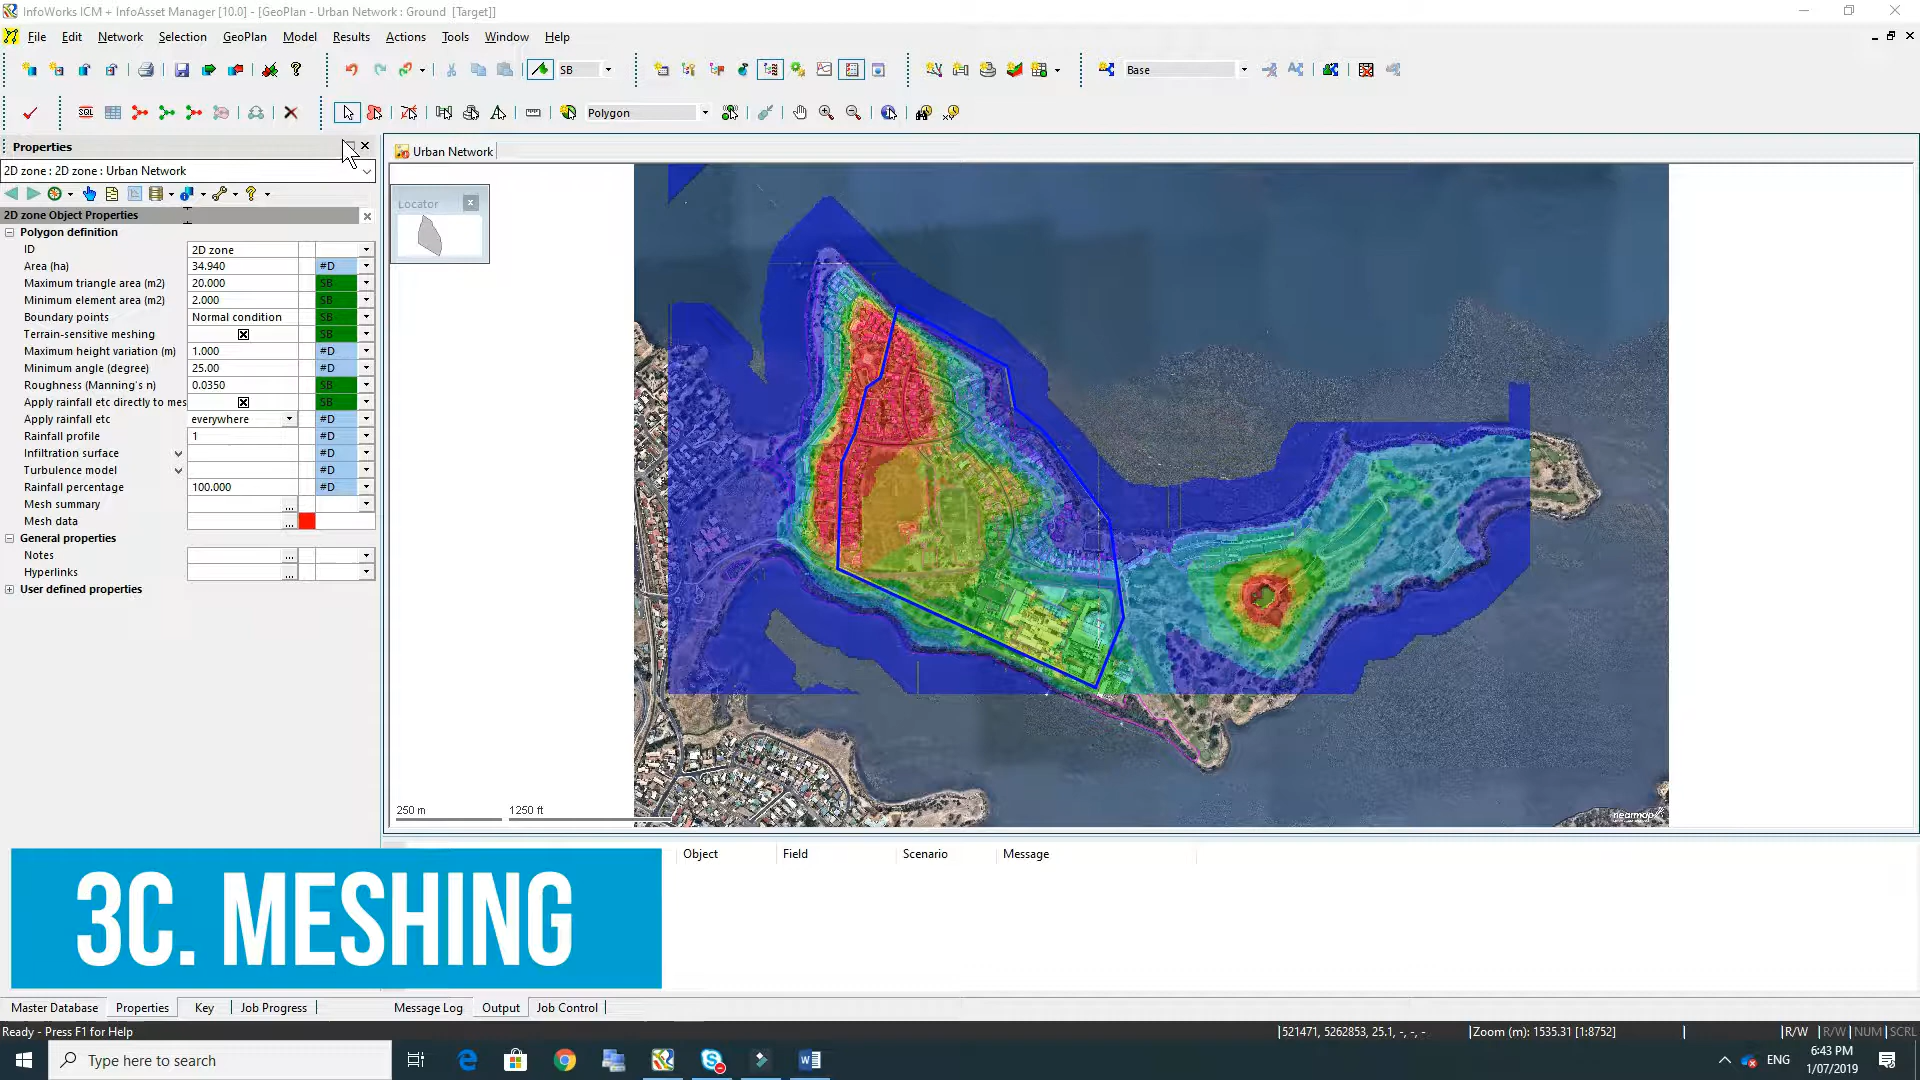 InfoWorks ICM + InfoAsset Manager [10.0] - [GeoPlan - Urban Network : Ground  [Target]]
File Edit Network Selection GeoPlan Model Results Actions Tools Window Help
SB Base
SQL Polygon
Properties
Urban Network
2D zone : 2D zone : Urban Network
Locator
2D zone Object Properties
Polygon definition
ID 2D zone
Area (ha) 34.940 #D
Maximum triangle area (m2) 20.000 SB
Minimum element area (m2) 2.000 SB
Boundary points Normal condition SB
Terrain-sensitive meshing SB
Maximum height variation (m) 1.000 #D
Minimum angle (degree) 25.00 #D
Roughness (Manning's n) 0.0350 SB
Apply rainfall etc directly to mes SB
Apply rainfall etc everywhere #D
Rainfall profile 1 #D
Infiltration surface #D
Turbulence model #D
Rainfall percentage 100.000 #D
Mesh summary ...
Mesh data ...
General properties
Notes ...
Hyperlinks ...
User defined properties
250 m 1250 ft
nearmap
Object Field Scenario Message
3C. MESHING
Master Database Properties Key Job Progress Message Log Output Job Control
Ready - Press F1 for Help 521471, 5262853, 25.1, -, -, - Zoom (m): 1535.31 [1:8752] R/W R/W NUM SCRL
Type here to search ENG 6:43 PM
1/07/2019